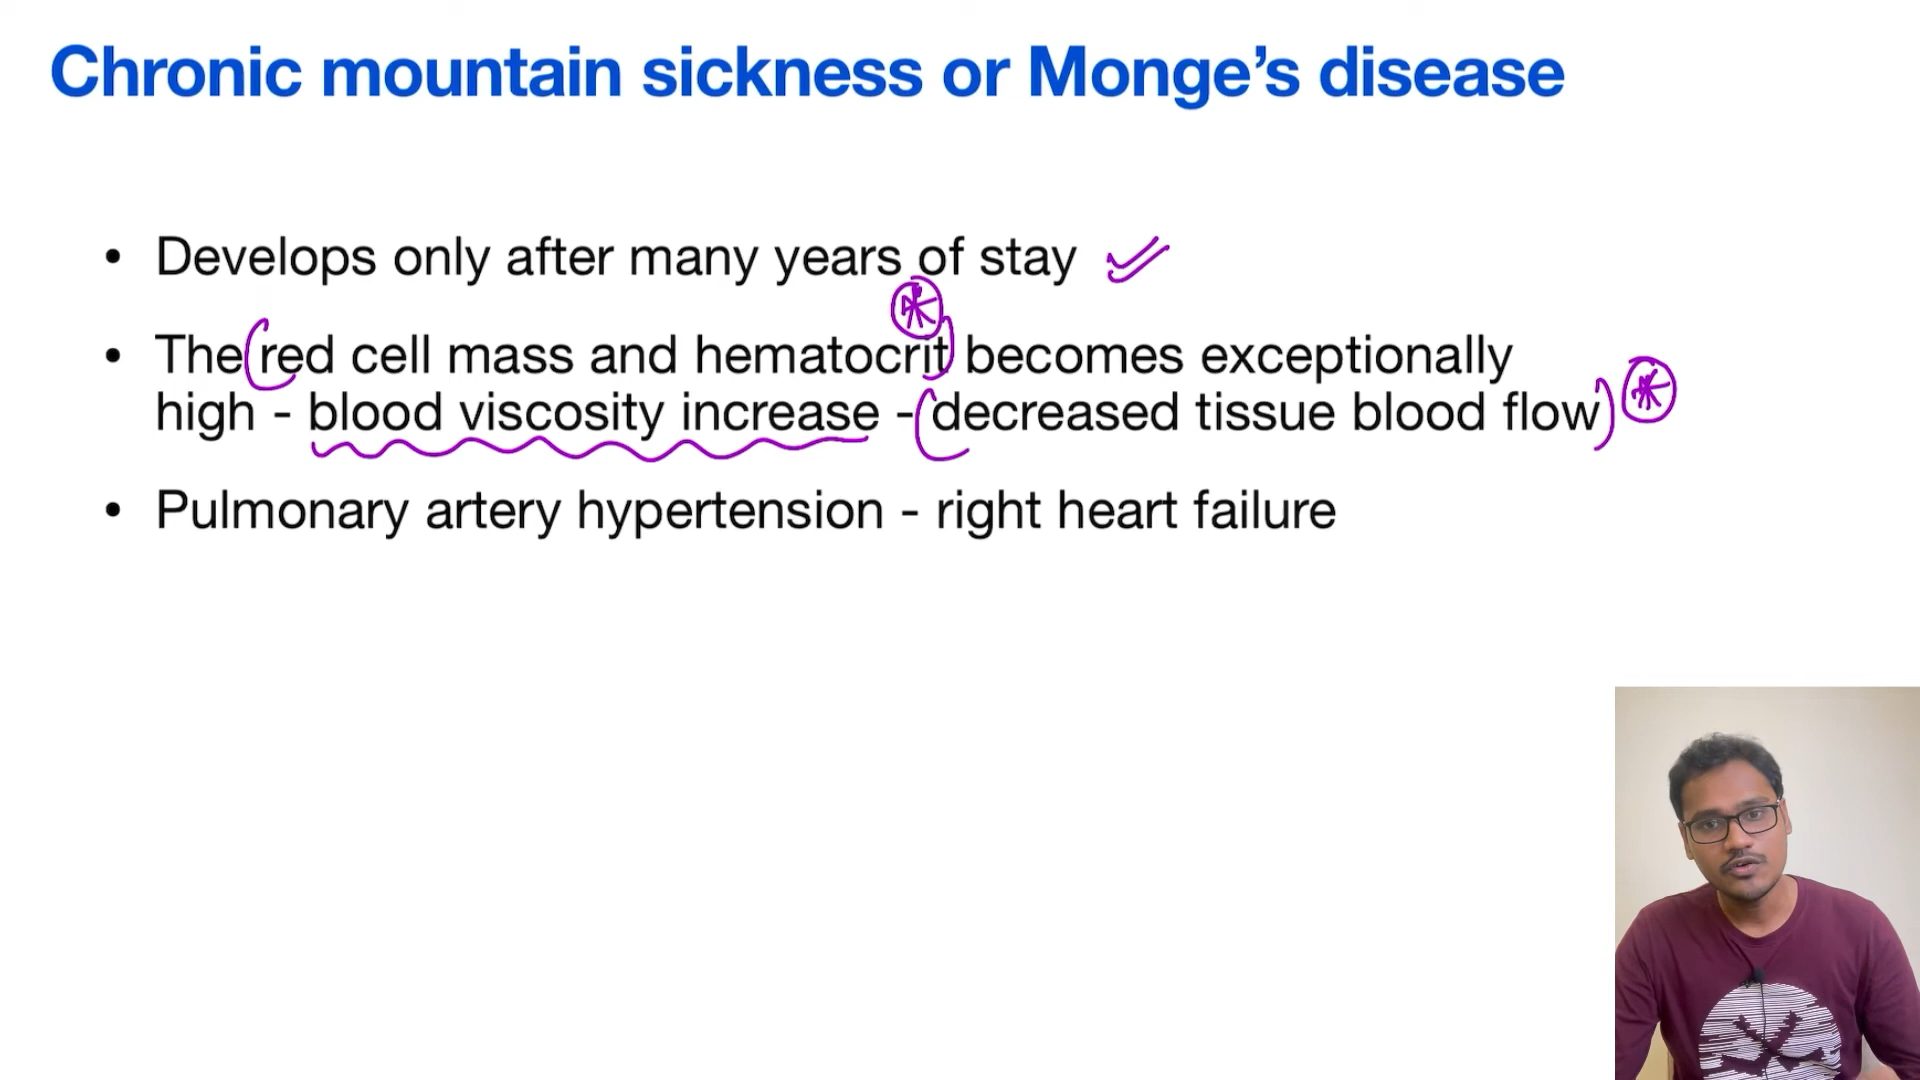 Chronic mountain sickness or Monge’s disease
• Develops only after many years of stay
• The red cell mass and hematocrit becomes exceptionally
high - blood viscosity increase - decreased tissue blood flow
• Pulmonary artery hypertension - right heart failure